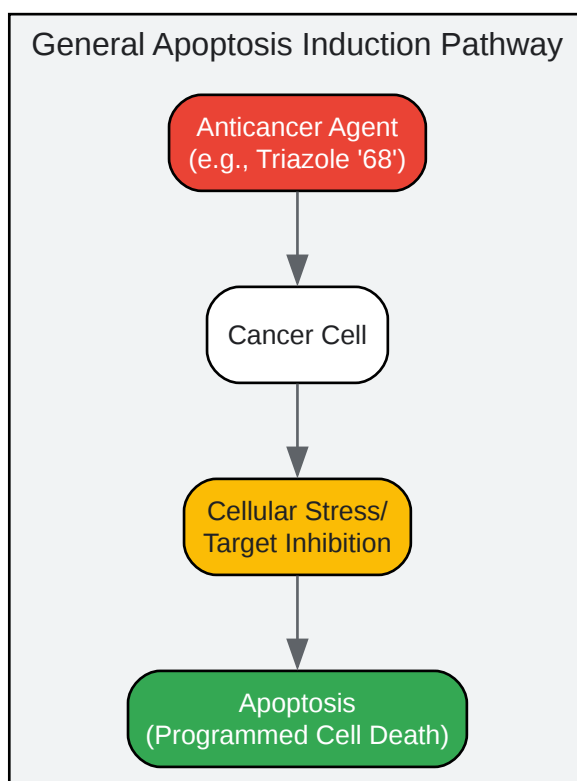 General Apoptosis Induction Pathway
Anticancer Agent
(e.g., Triazole '68')
Cancer Cell
Cellular Stress/
Target Inhibition
Apoptosis
(Programmed Cell Death)